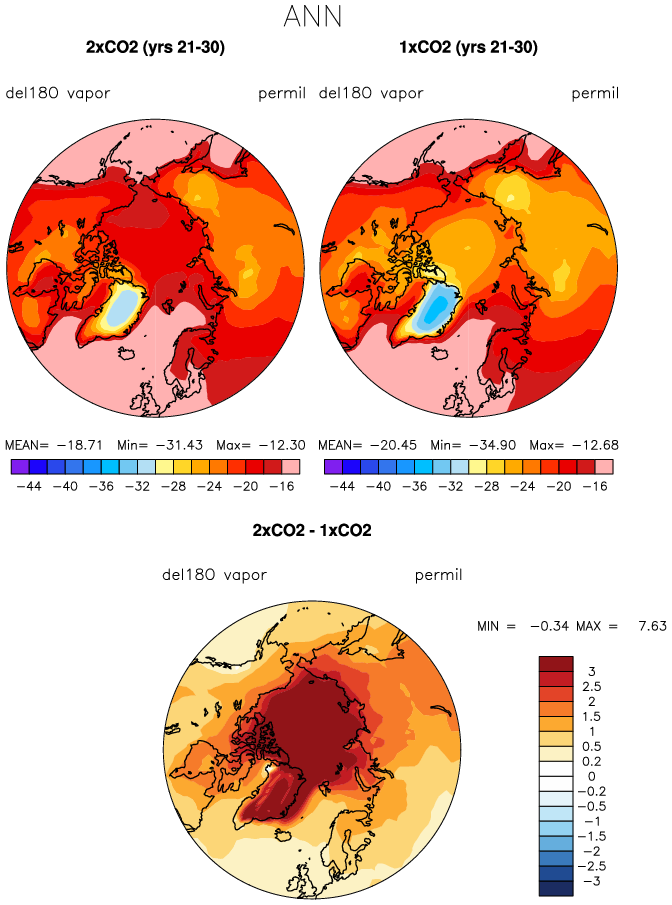 ANN
2xCO2 (yrs 21-30) 1xCO2 (yrs 21-30)
del18O vapor permil del18O vapor permil
MEAN= −18.71 Min= −31.43 Max= −12.30 MEAN= −20.45 Min= −34.90 Max= −12.68
−44 −40 −36 −32 −28 −24 −20 −16 −44 −40 −36 −32 −28 −24 −20 −16
2xCO2 - 1xCO2
del18O vapor permil
MIN = −0.34 MAX = 7.63
3
2.5
2
1.5
1
0.5
0.2
0
−0.2
−0.5
−1
−1.5
−2
−2.5
−3